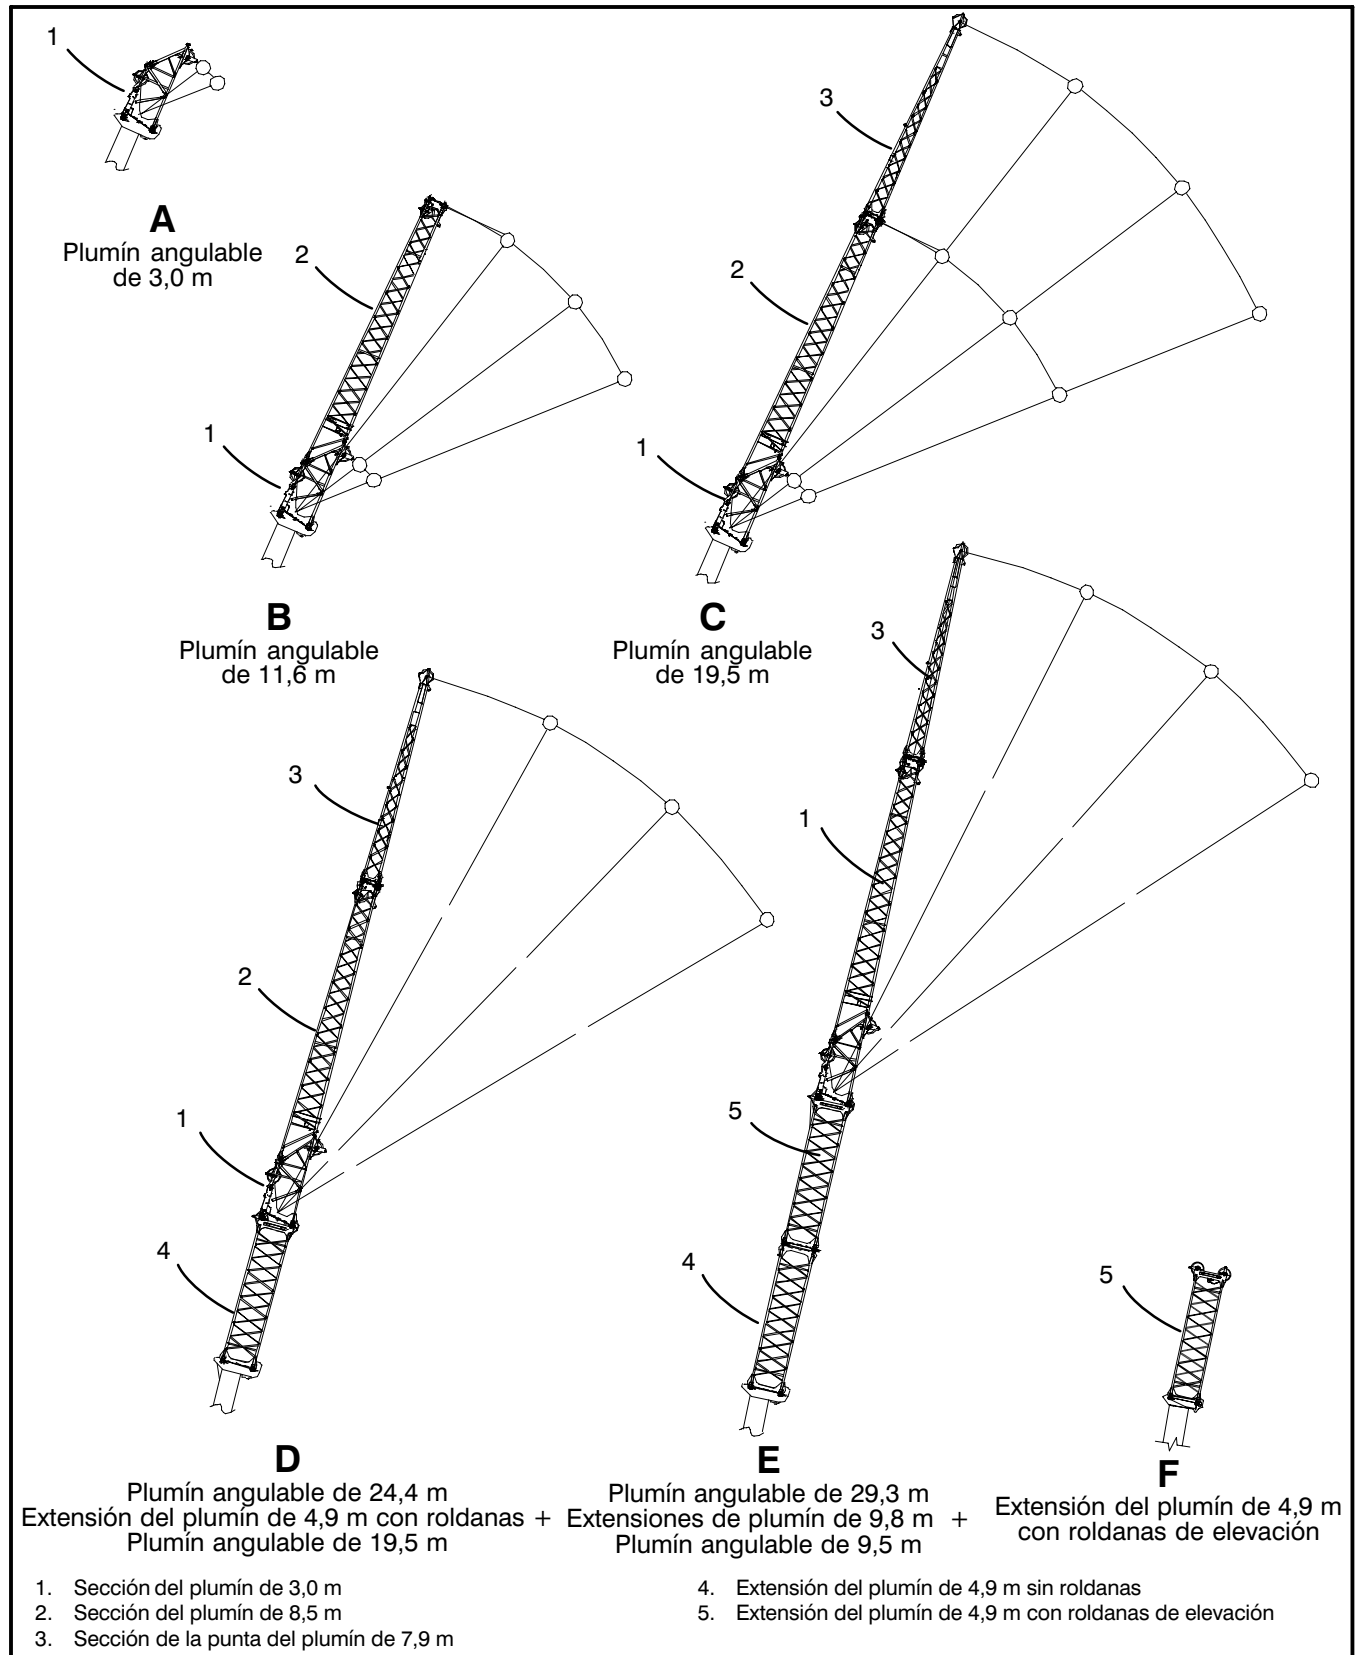 1
A
Plumín angulable
de 3,0 m
2
1
B
Plumín angulable
de 11,6 m
3
2
1
C
Plumín angulable
de 19,5 m
3
2
1
4
D
Plumín angulable de 24,4 m
Extensión del plumín de 4,9 m con roldanas +
Plumín angulable de 19,5 m
3
1
5
4
E
Plumín angulable de 29,3 m
Extensiones de plumín de 9,8 m +
Plumín angulable de 9,5 m
5
F
Extensión del plumín de 4,9 m
con roldanas de elevación
1. Sección del plumín de 3,0 m
2. Sección del plumín de 8,5 m
3. Sección de la punta del plumín de 7,9 m
4. Extensión del plumín de 4,9 m sin roldanas
5. Extensión del plumín de 4,9 m con roldanas de elevación